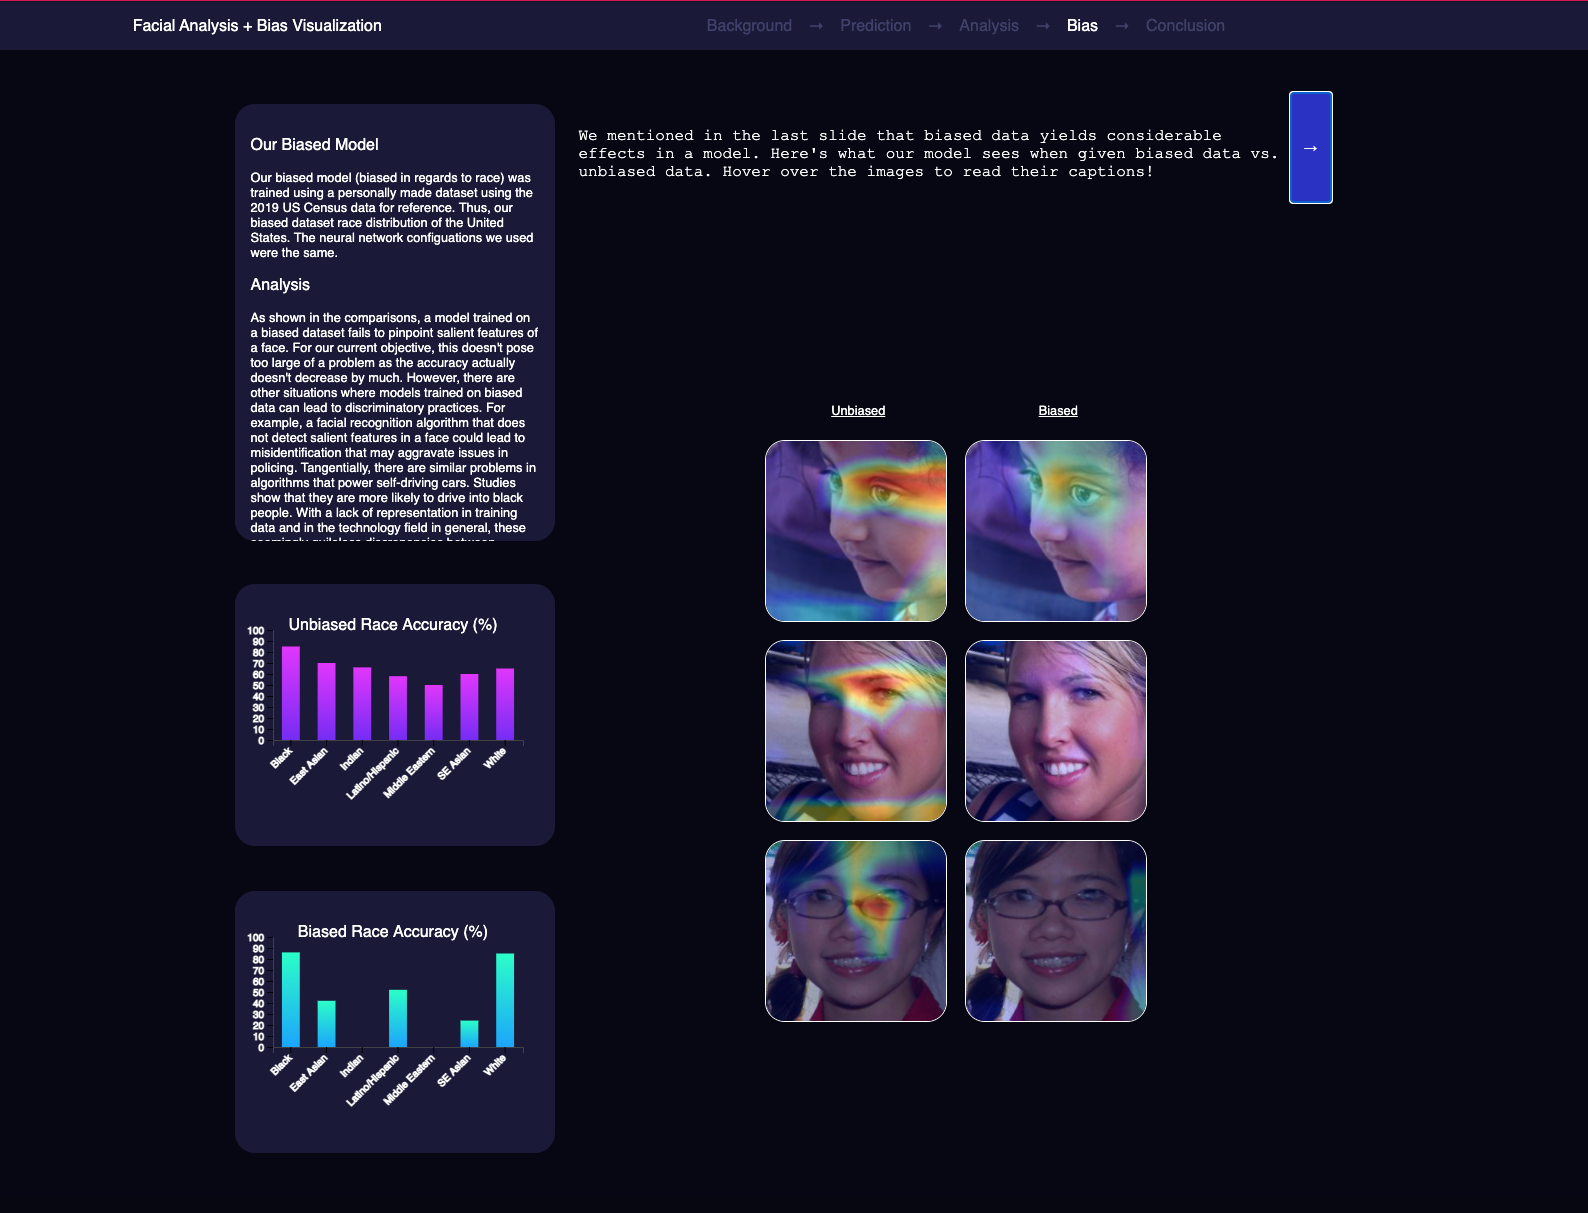 Facial Analysis + Bias Visualization
Background → Prediction → Analysis → Bias → Conclusion
Our Biased Model
Our biased model (biased in regards to race) was
trained using a personally made dataset using the
2019 US Census data for reference. Thus, our
biased dataset race distribution of the United
States. The neural network configuations we used
were the same.
Analysis
As shown in the comparisons, a model trained on
a biased dataset fails to pinpoint salient features of
a face. For our current objective, this doesn't pose
too large of a problem as the accuracy actually
doesn't decrease by much. However, there are
other situations where models trained on biased
data can lead to discriminatory practices. For
example, a facial recognition algorithm that does
not detect salient features in a face could lead to
misidentification that may aggravate issues in
policing. Tangentially, there are similar problems in
algorithms that power self-driving cars. Studies
show that they are more likely to drive into black
people. With a lack of representation in training
data and in the technology field in general, these
We mentioned in the last slide that biased data yields considerable
effects in a model. Here's what our model sees when given biased data vs.
unbiased data. Hover over the images to read their captions!
→
Unbiased Biased
Unbiased Race Accuracy (%)
100
90
80
70
60
50
40
30
20
10
0
Black
East Asian
Indian
Latino/Hispanic
Middle Eastern
SE Asian
White
Biased Race Accuracy (%)
100
90
80
70
60
50
40
30
20
10
0
Black
East Asian
Indian
Latino/Hispanic
Middle Eastern
SE Asian
White